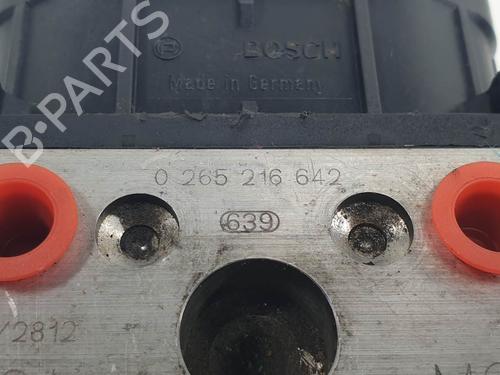 BOSCH
Made in Germany
0 265 216 642
639
/2812
B-PARTS